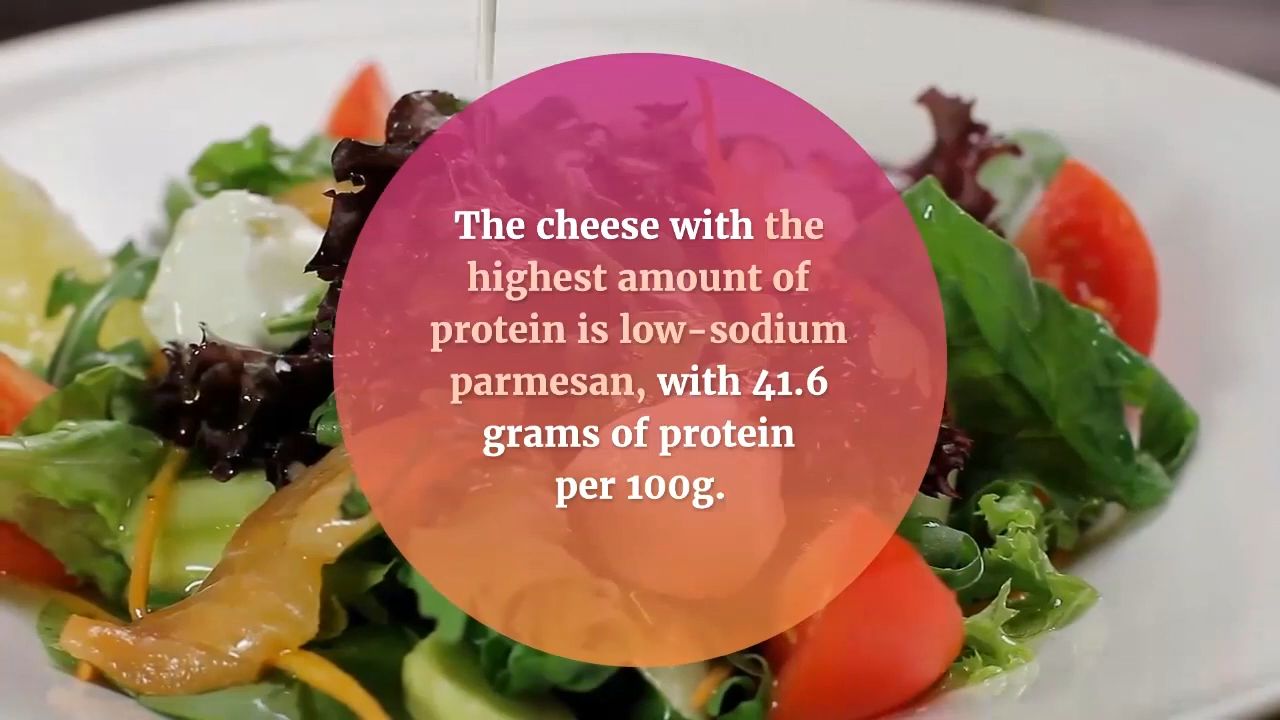 The cheese with the
highest amount of
protein is low-sodium
parmesan, with 41.6
grams of protein
per 100g.